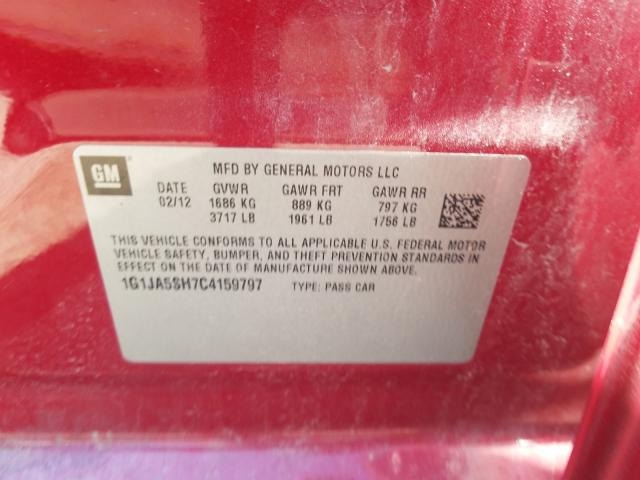 GM
MFD BY GENERAL MOTORS LLC
DATE GVWR GAWR FRT GAWR RR
02/12 1686 KG 889 KG 797 KG
3717 LB 1961 LB 1756 LB
THIS VEHICLE CONFORMS TO ALL APPLICABLE U.S. FEDERAL MOTOR
VEHICLE SAFETY, BUMPER, AND THEFT PREVENTION STANDARDS IN
EFFECT ON THE DATE OF MANUFACTURE SHOWN ABOVE.
1G1JA5SH7C4159797 TYPE: PASS CAR